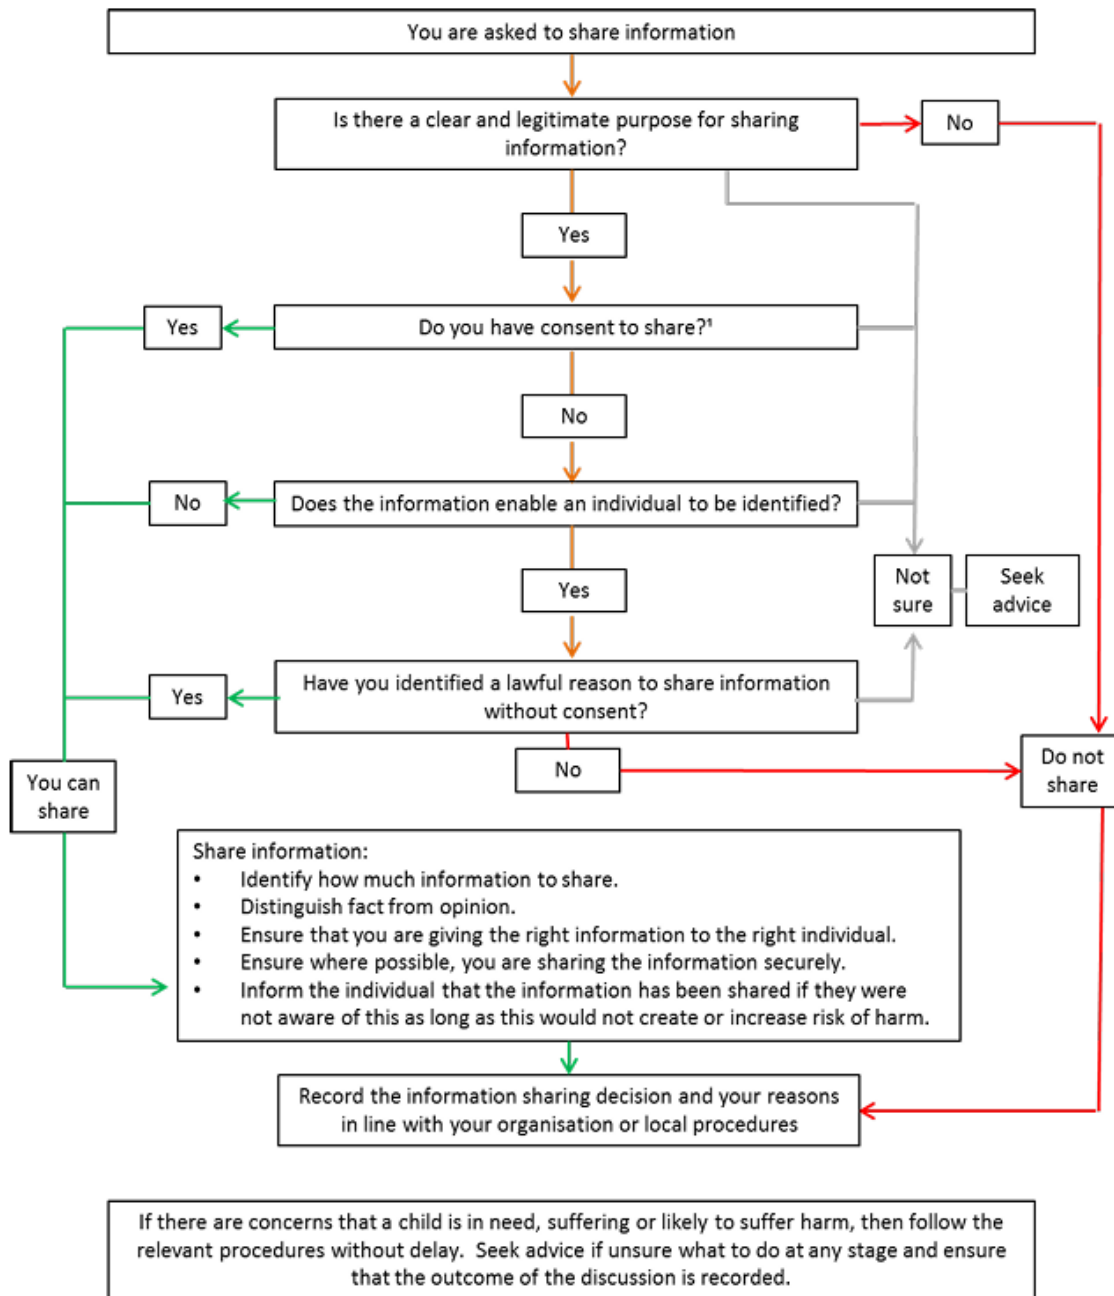 You are asked to share information
Is there a clear and legitimate purpose for sharing
information?
No
Yes
Yes
Do you have consent to share?¹
No
No
Does the information enable an individual to be identified?
Yes
Not
sure
Seek
advice
Yes
Have you identified a lawful reason to share information
without consent?
No
Do not
share
You can
share
Share information:
• Identify how much information to share.
• Distinguish fact from opinion.
• Ensure that you are giving the right information to the right individual.
• Ensure where possible, you are sharing the information securely.
• Inform the individual that the information has been shared if they were
not aware of this as long as this would not create or increase risk of harm.
Record the information sharing decision and your reasons
in line with your organisation or local procedures
If there are concerns that a child is in need, suffering or likely to suffer harm, then follow the
relevant procedures without delay. Seek advice if unsure what to do at any stage and ensure
that the outcome of the discussion is recorded.